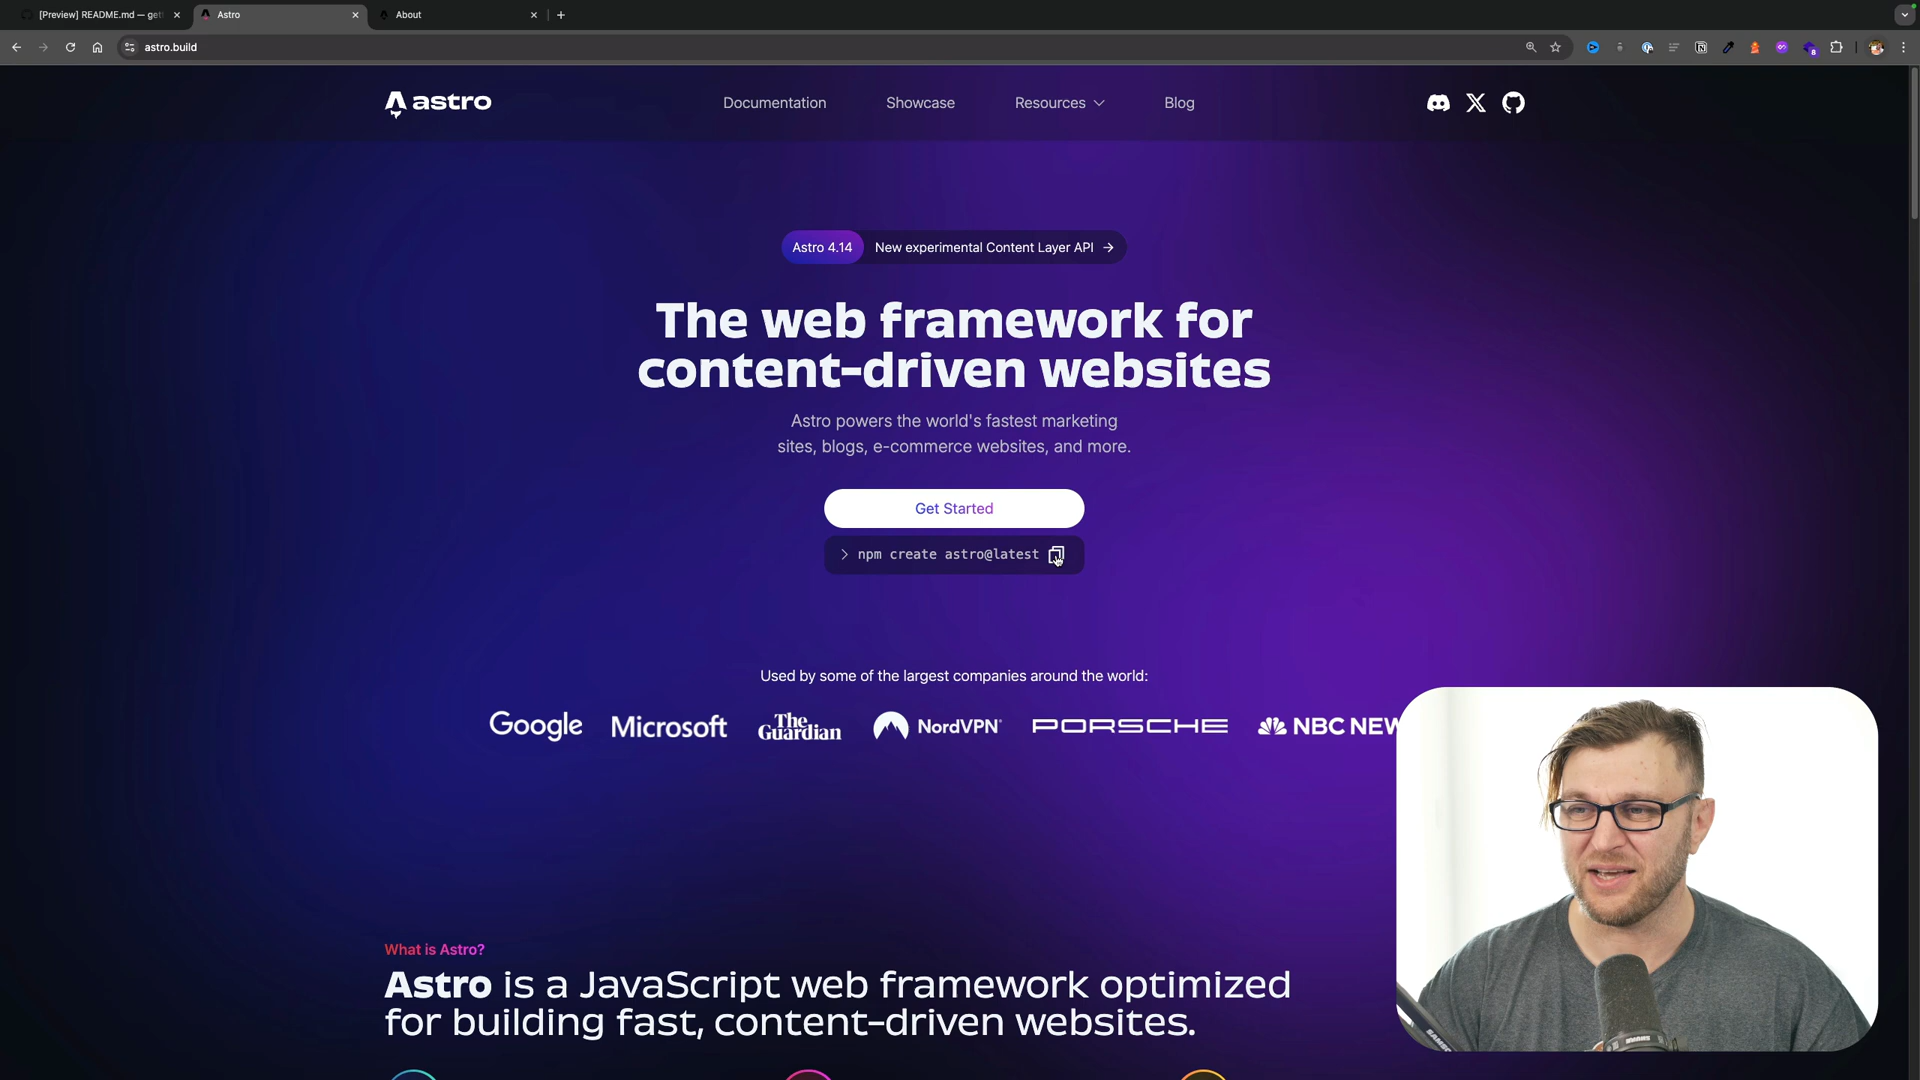 [Preview] README.md — get
Astro
About
astro.build
astro
Documentation
Showcase
Resources
Blog
Astro 4.14
New experimental Content Layer API →
The web framework for
content-driven websites
Astro powers the world's fastest marketing
sites, blogs, e-commerce websites, and more.
Get Started
> npm create astro@latest
Used by some of the largest companies around the world:
Google
Microsoft
The
Guardian
NordVPN
PORSCHE
NBC NEW
What is Astro?
Astro is a JavaScript web framework optimized
for building fast, content-driven websites.